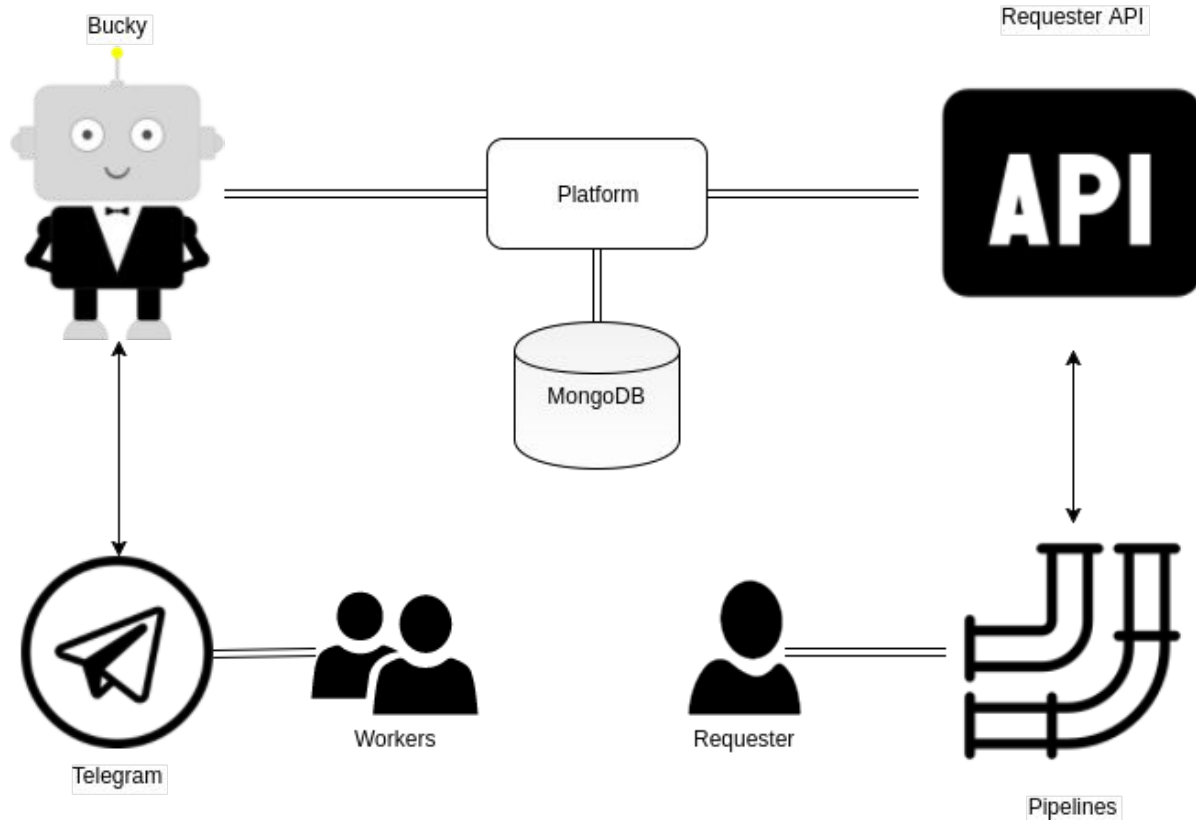 Bucky
Requester API
API
Platform
MongoDB
Workers
Requester
Telegram
Pipelines